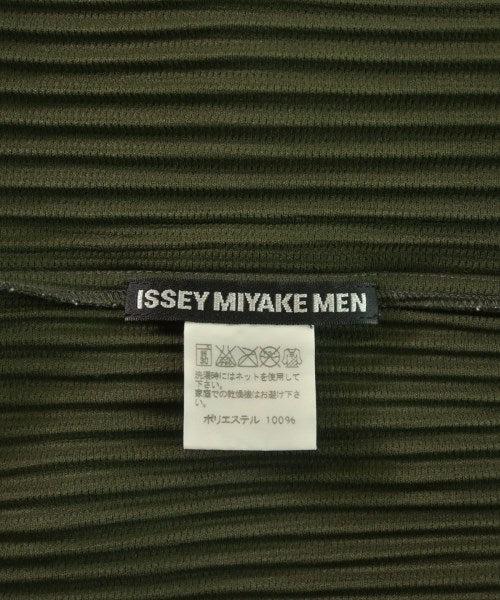 ISSEY MIYAKE MEN
洗濯時にはネットを使用して
下さい。
家庭での乾燥機はお避け下さ
い。
ポリエステル 100%